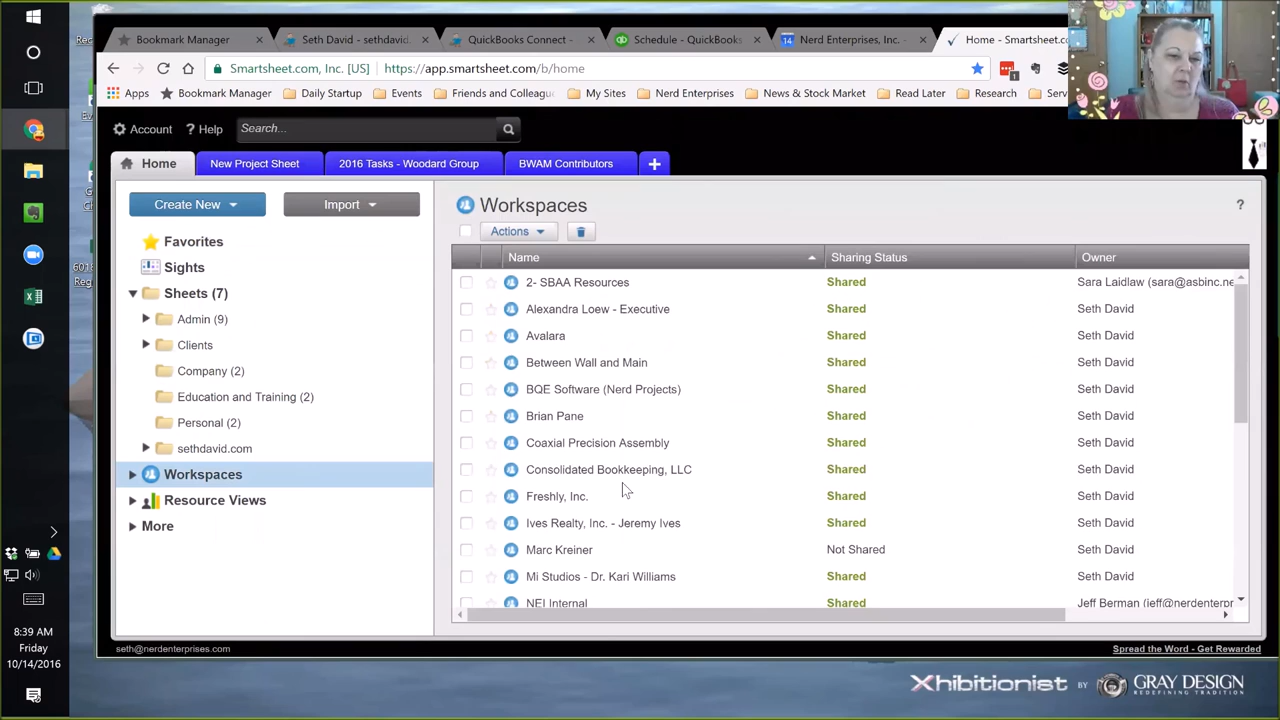 Bookmark Manager
Seth David - sethdavid.
QuickBooks Connect -
Schedule - QuickBooks
Nerd Enterprises, Inc. -
Home - Smartsheet.co
Smartsheet.com, Inc. [US]
https://app.smartsheet.com/b/home
Apps
Bookmark Manager
Daily Startup
Events
Friends and Colleagu
My Sites
Nerd Enterprises
News & Stock Market
Read Later
Research
Account
? Help
Search...
Home
New Project Sheet
2016 Tasks - Woodard Group
BWAM Contributors
Create New
Import
Favorites
Sights
Sheets (7)
Admin (9)
Clients
Company (2)
Education and Training (2)
Personal (2)
sethdavid.com
Workspaces
Resource Views
More
Workspaces
?
Actions
Name Sharing Status Owner
2- SBAA Resources Shared Sara Laidlaw (sara@asbinc.ne
Alexandra Loew - Executive Shared Seth David
Avalara Shared Seth David
Between Wall and Main Shared Seth David
BQE Software (Nerd Projects) Shared Seth David
Brian Pane Shared Seth David
Coaxial Precision Assembly Shared Seth David
Consolidated Bookkeeping, LLC Shared Seth David
Freshly, Inc. Shared Seth David
Ives Realty, Inc. - Jeremy Ives Shared Seth David
Marc Kreiner Not Shared Seth David
Mi Studios - Dr. Kari Williams Shared Seth David
NEI Internal Shared Jeff Berman (jeff@nerdenterpr
8:39 AM
Friday
10/14/2016
seth@nerdenterprises.com
Spread the Word - Get Rewarded
Xhibitionist BY GRAY DESIGN
REDEFINING TRADITION